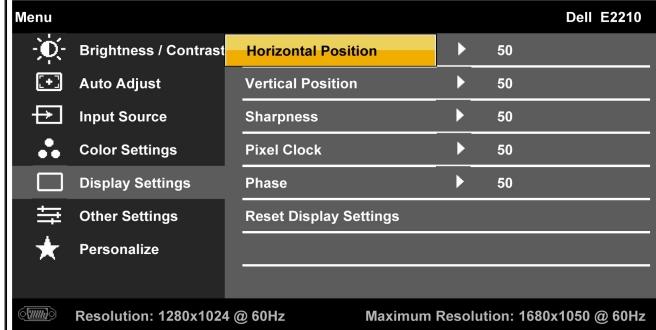 Menu Dell E2210
Brightness / Contrast Horizontal Position 50
Auto Adjust Vertical Position 50
Input Source Sharpness 50
Color Settings Pixel Clock 50
Display Settings Phase 50
Other Settings Reset Display Settings
Personalize
Resolution: 1280x1024 @ 60Hz Maximum Resolution: 1680x1050 @ 60Hz